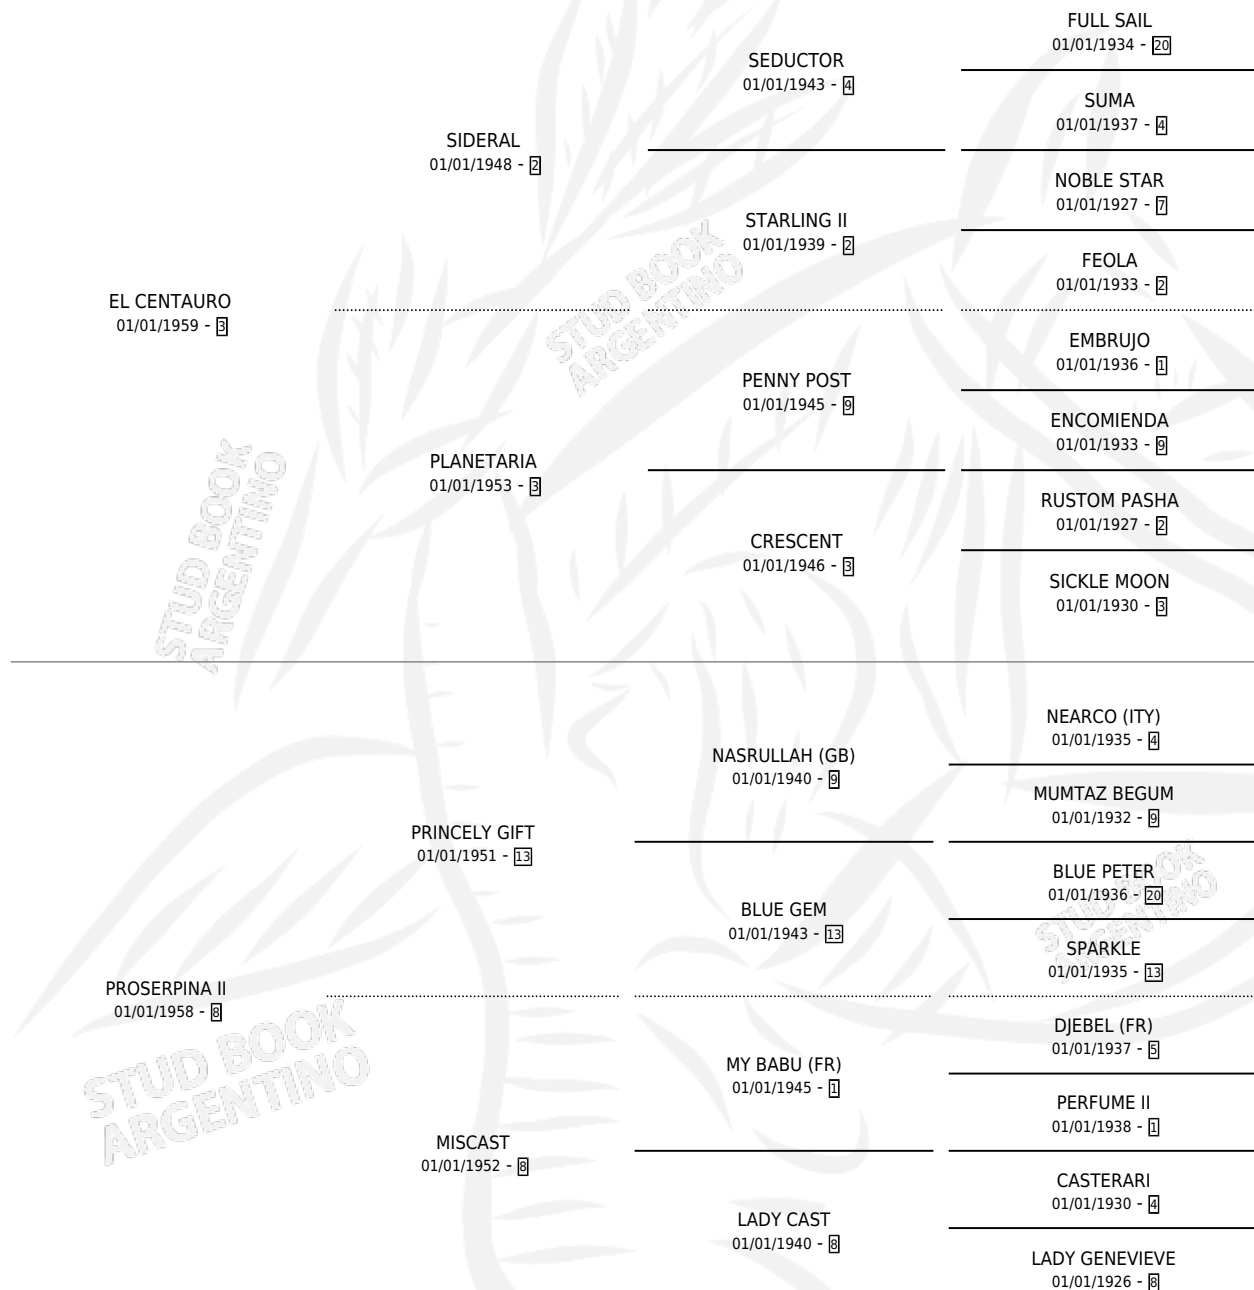 FULL SAIL
01/01/1934 - 20
SEDUCTOR
01/01/1943 - 4
SUMA
01/01/1937 - 4
SIDERAL
01/01/1948 - 2
NOBLE STAR
01/01/1927 - 7
STARLING II
01/01/1939 - 2
FEOLA
01/01/1933 - 2
EL CENTAURO
01/01/1959 - 3
EMBRUJO
01/01/1936 - 1
PENNY POST
01/01/1945 - 9
ENCOMIENDA
01/01/1933 - 9
PLANETARIA
01/01/1953 - 3
RUSTOM PASHA
01/01/1927 - 2
CRESCENT
01/01/1946 - 3
SICKLE MOON
01/01/1930 - 3
NEARCO (ITY)
01/01/1935 - 4
NASRULLAH (GB)
01/01/1940 - 9
MUMTAZ BEGUM
01/01/1932 - 9
PRINCELY GIFT
01/01/1951 - 13
BLUE PETER
01/01/1936 - 20
BLUE GEM
01/01/1943 - 13
SPARKLE
01/01/1935 - 13
PROSERPINA II
01/01/1958 - 8
DJEBEL (FR)
01/01/1937 - 5
MY BABU (FR)
01/01/1945 - 1
PERFUME II
01/01/1938 - 1
MISCAST
01/01/1952 - 8
CASTERARI
01/01/1930 - 4
LADY CAST
01/01/1940 - 8
LADY GENEVIEVE
01/01/1926 - 8
STUD BOOK
ARGENTINO
STUD BOOK
ARGENTINO
STUD BOOK
ARGENTINO
STUD BOOK
ARGENTINO